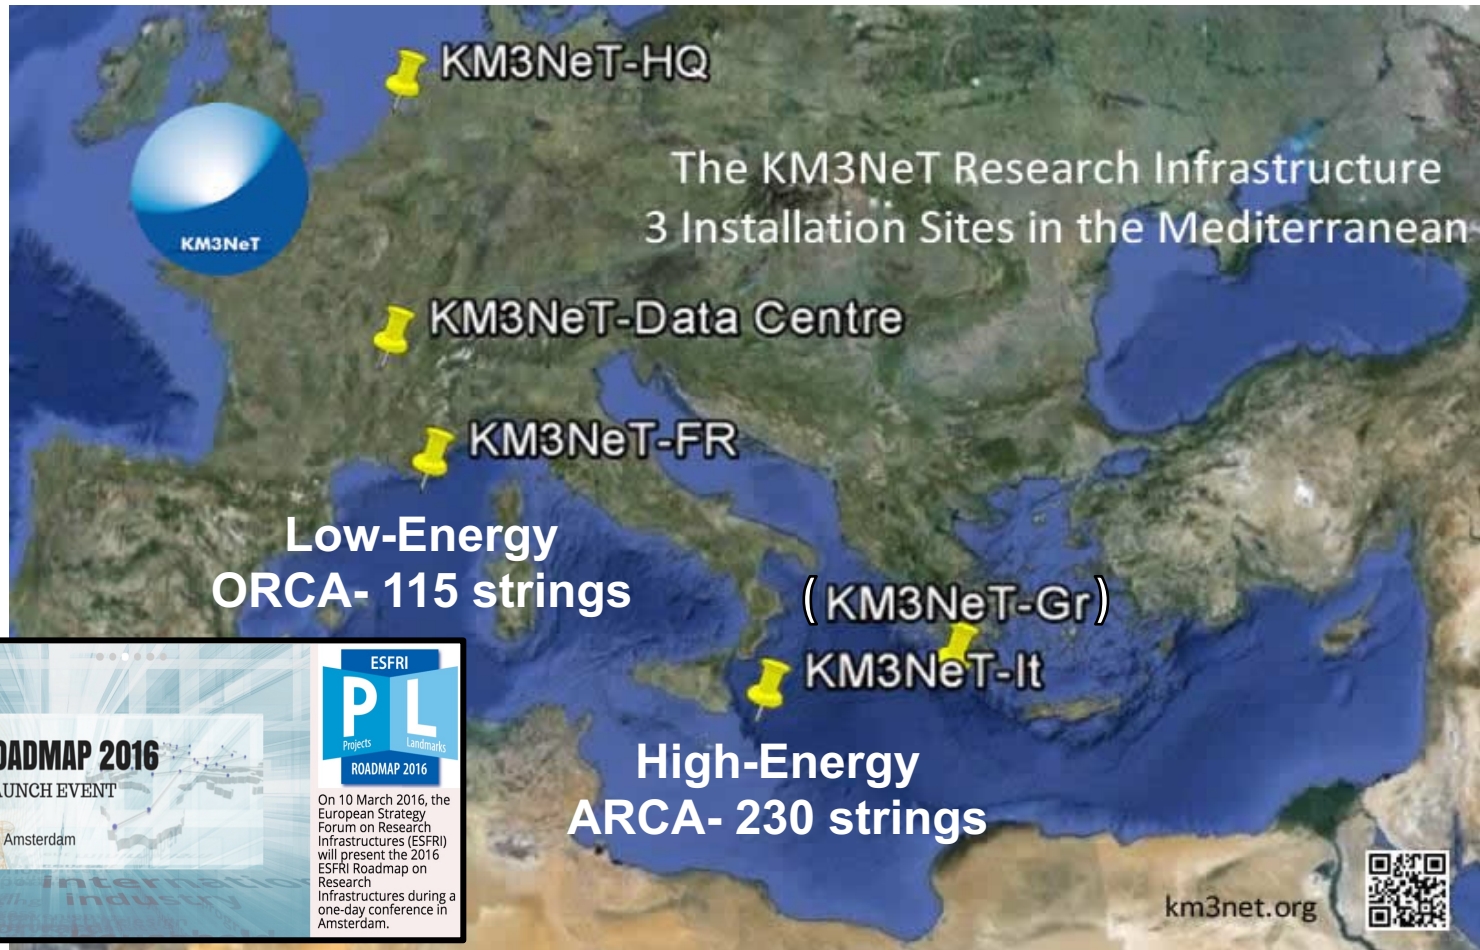 KM3NeT-HQ
KM3NeT
The KM3NeT Research Infrastructure
3 Installation Sites in the Mediterranean
KM3NeT-Data Centre
KM3NeT-FR
Low-Energy
ORCA- 115 strings
(KM3NeT-Gr)
KM3NeT-It
High-Energy
ARCA- 230 strings
OADMAP 2016
AUNCH EVENT
Amsterdam
internatio
industry
ESFRI
P L
Projects Landmarks
ROADMAP 2016
On 10 March 2016, the
European Strategy
Forum on Research
Infrastructures (ESFRI)
will present the 2016
ESFRI Roadmap on
Research
Infrastructures during a
one-day conference in
Amsterdam.
km3net.org